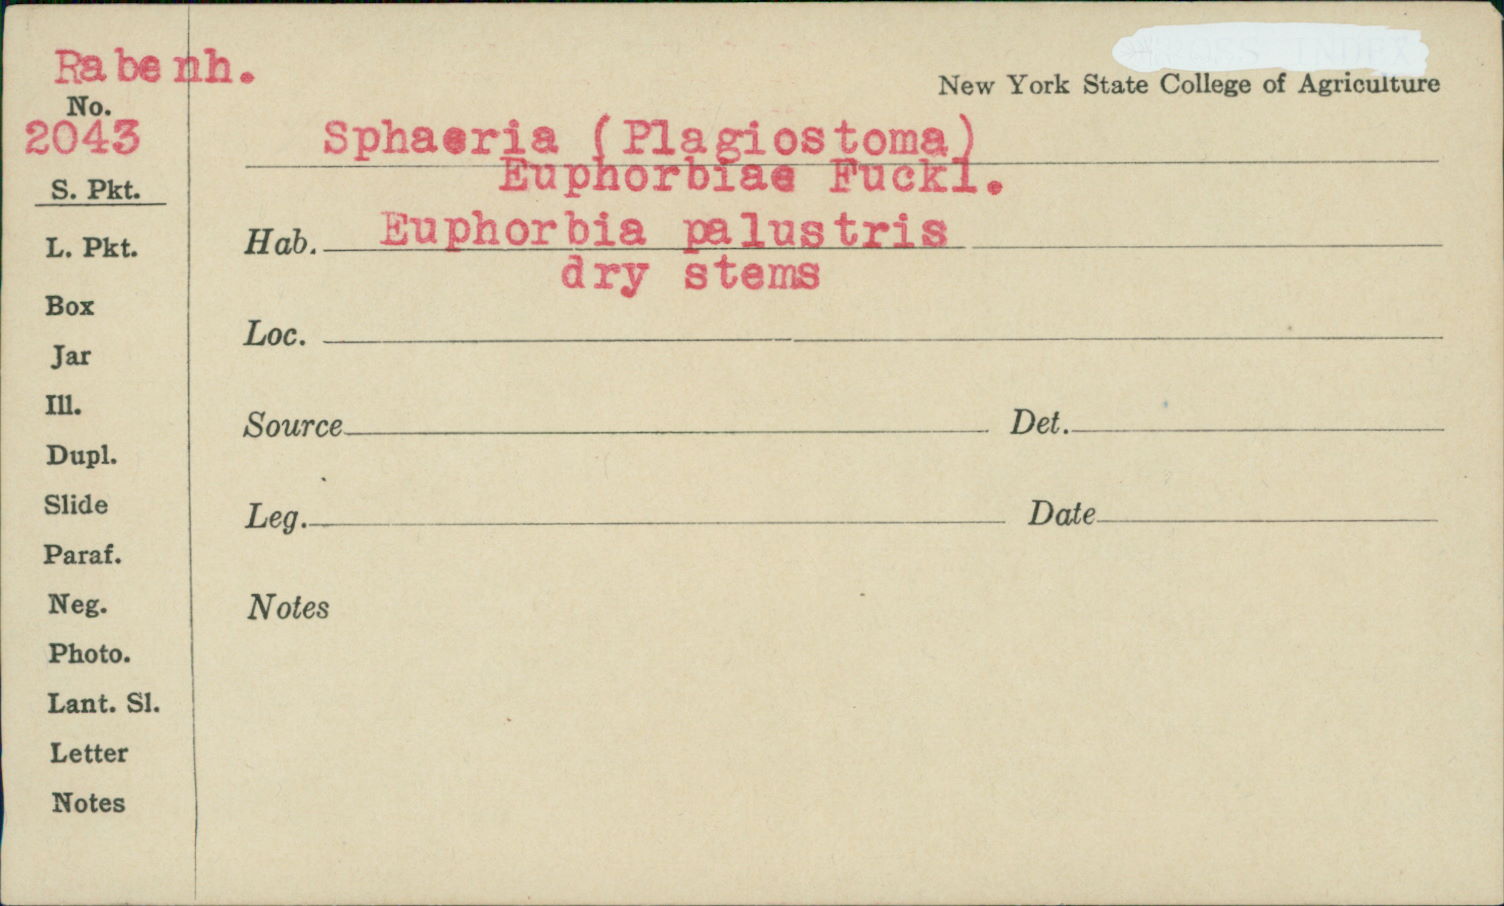 Rabenh.
No.
2043
S. Pkt.
L. Pkt.
Box
Jar
Ill.
Dupl.
Slide
Paraf.
Neg.
Photo.
Lant. Sl.
Letter
Notes
CROSS INDEX
New York State College of Agriculture
Sphaeria (Plagiostoma)
Euphorbiae Fuckl.
Hab. Euphorbia palustris
dry stems
Loc.
Source Det.
Leg. Date
Notes